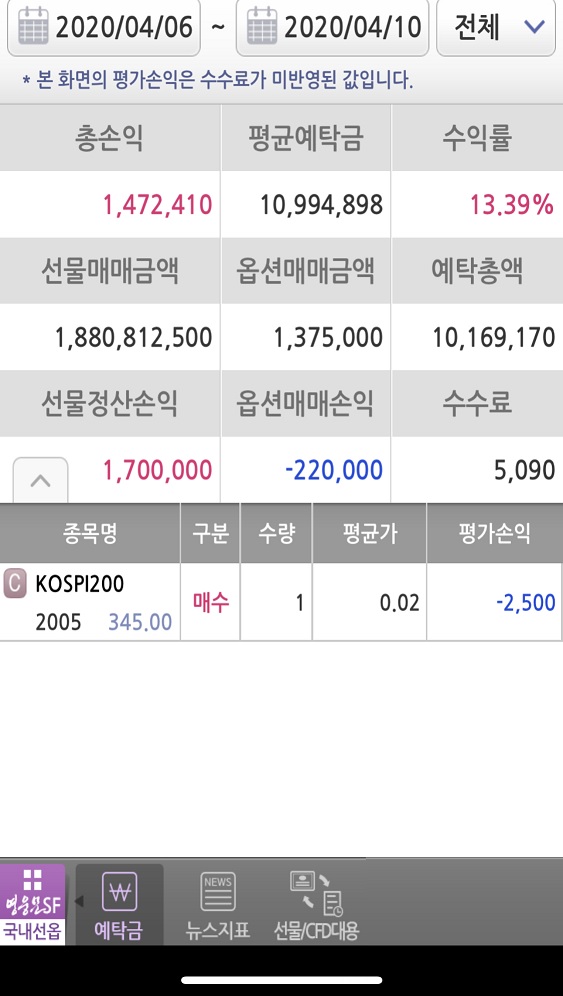 2020/04/06 ~ 2020/04/10 전체
* 본 화면의 평가손익은 수수료가 미반영된 값입니다.
총손익 평균예탁금 수익률
1,472,410 10,994,898 13.39%
선물매매금액 옵션매매금액 예탁총액
1,880,812,500 1,375,000 10,169,170
선물정산손익 옵션매매손익 수수료
1,700,000 -220,000 5,090
종목명 구분 수량 평균가 평가손익
C KOSPI200 매수 1 0.02 -2,500
2005 345.00
영웅문SF NEWS
국내선옵 예탁금 뉴스지표 선물/CFD대용